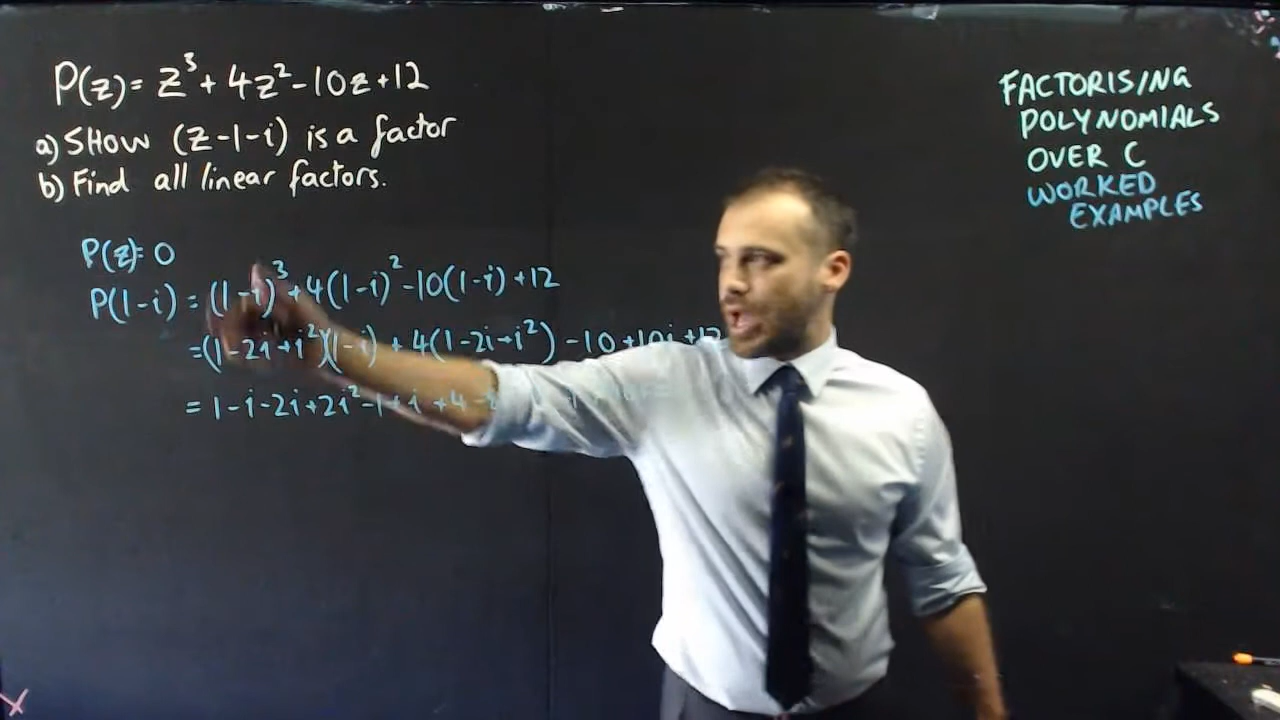 P(z)= z³+4z²-10z+12
a) SHOW (z-1-i) is a factor
b) Find all linear factors.
P(z)=0
P(1-i) = (1-i)³+4(1-i)²-10(1-i)+12
=(1-2i+i²)(1-i) + 4(1-2i+i²) -10+10i+12
= 1-i-2i+2i²-1+i +4
FACTORISING
POLYNOMIALS
OVER C
WORKED
EXAMPLES